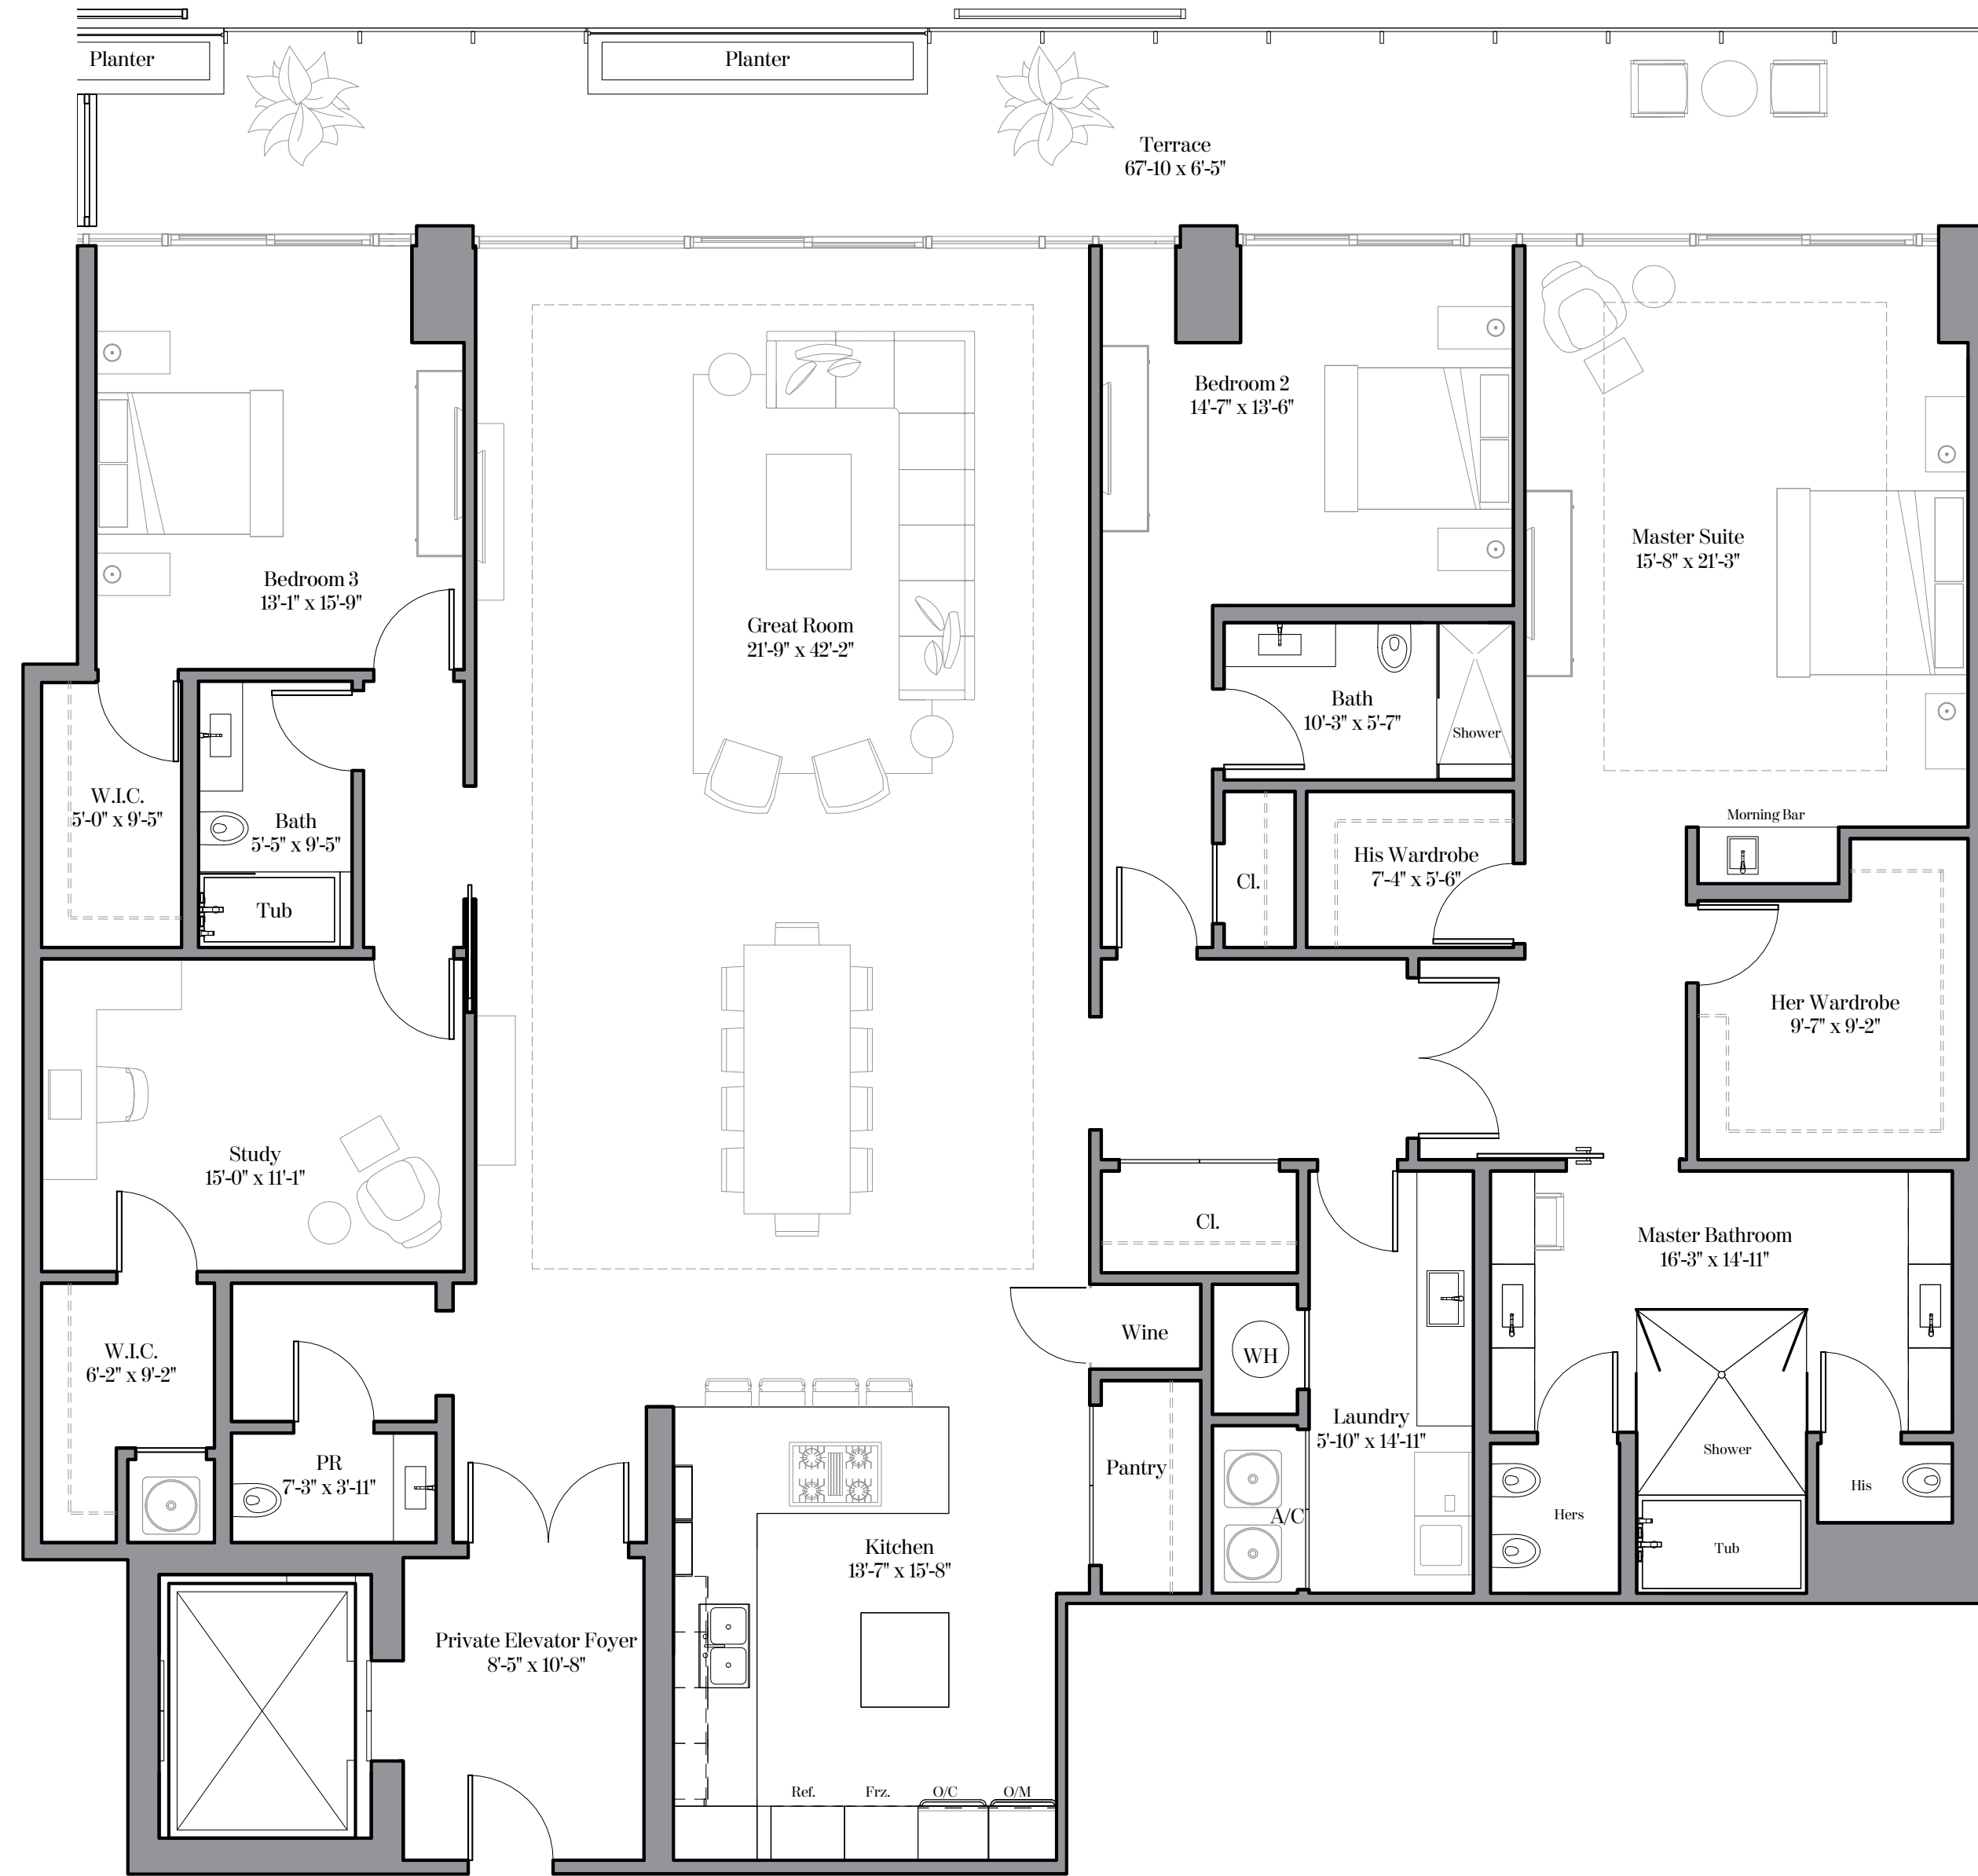 Planter
Planter
Terrace
67'-10 x 6'-5"
Bedroom 2
14'-7" x 13'-6"
Master Suite
15'-8" x 21'-3"
Bedroom 3
13'-1" x 15'-9"
Great Room
21'-9" x 42'-2"
Bath
10'-3" x 5'-7"
Shower
W.I.C.
5'-0" x 9'-5"
Bath
5'-5" x 9'-5"
Tub
Morning Bar
His Wardrobe
7'-4" x 5'-6"
Cl.
Her Wardrobe
9'-7" x 9'-2"
Study
15'-0" x 11'-1"
Cl.
Master Bathroom
16'-3" x 14'-11"
W.I.C.
6'-2" x 9'-2"
Wine
WH
Laundry
5'-10" x 14'-11"
PR
7'-3" x 3'-11"
Pantry
Shower
His
Hers
A/C
Kitchen
13'-7" x 15'-8"
Tub
Private Elevator Foyer
8'-5" x 10'-8"
Ref.
Frz.
O/C
O/M